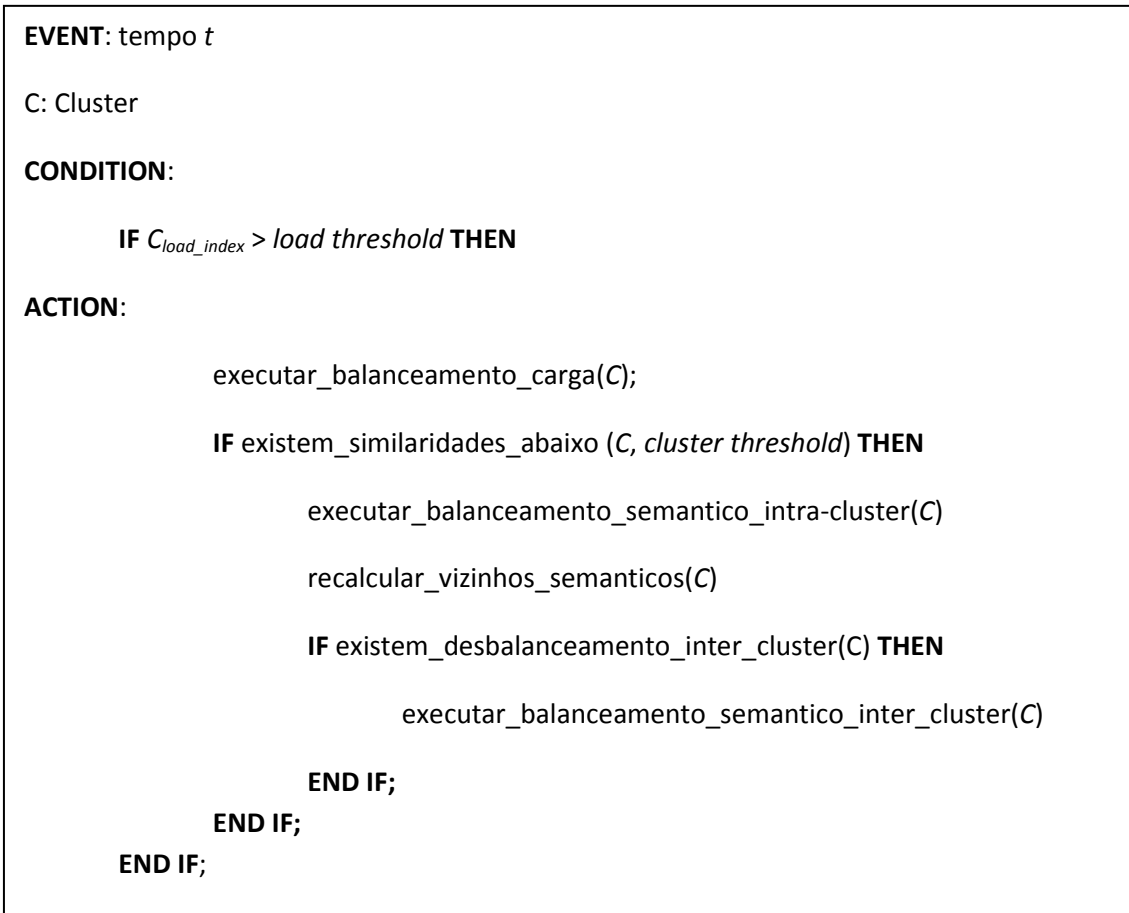 EVENT: tempo t
C: Cluster
CONDITION:
IF C_load_index > load threshold THEN
ACTION:
executar_balanceamento_carga(C);
IF existem_similaridades_abaixo (C, cluster threshold) THEN
executar_balanceamento_semantico_intra-cluster(C)
recalcular_vizinhos_semanticos(C)
IF existem_desbalanceamento_inter_cluster(C) THEN
executar_balanceamento_semantico_inter_cluster(C)
END IF;
END IF;
END IF;